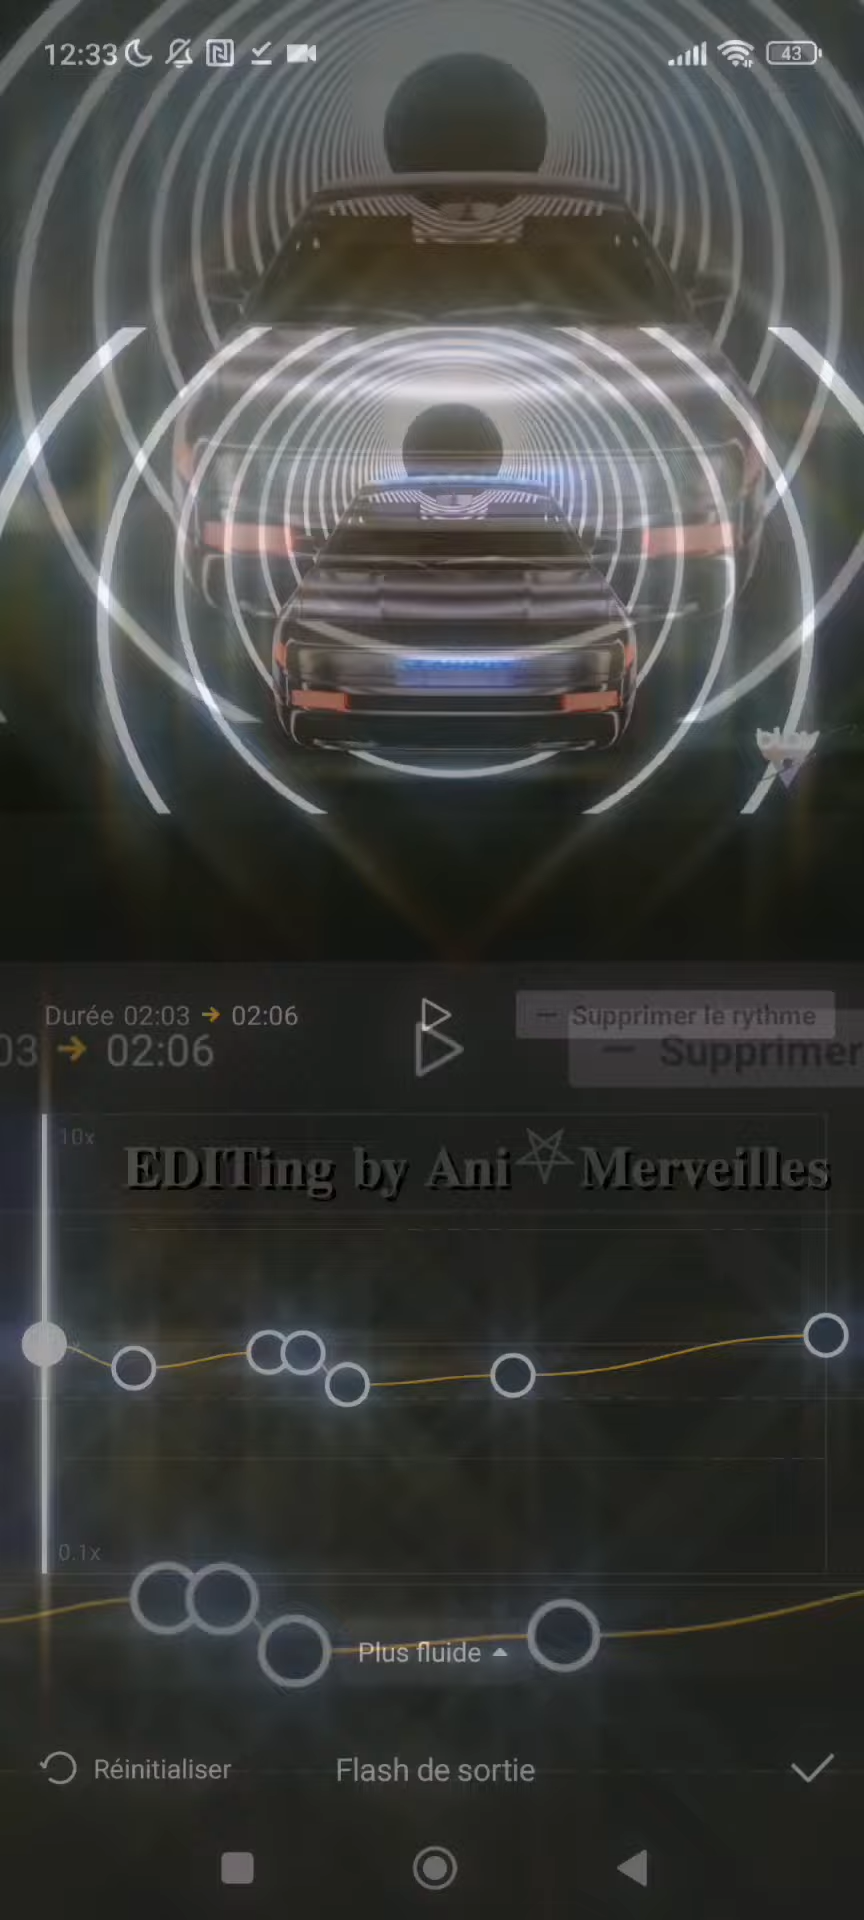 12:33
43
Durée 02:03 → 02:06
— Supprimer le rythme
03 → 02:06
— Supprimer
10x
EDITing by Ani⛧Merveilles
0.1x
Plus fluide
Réinitialiser
Flash de sortie